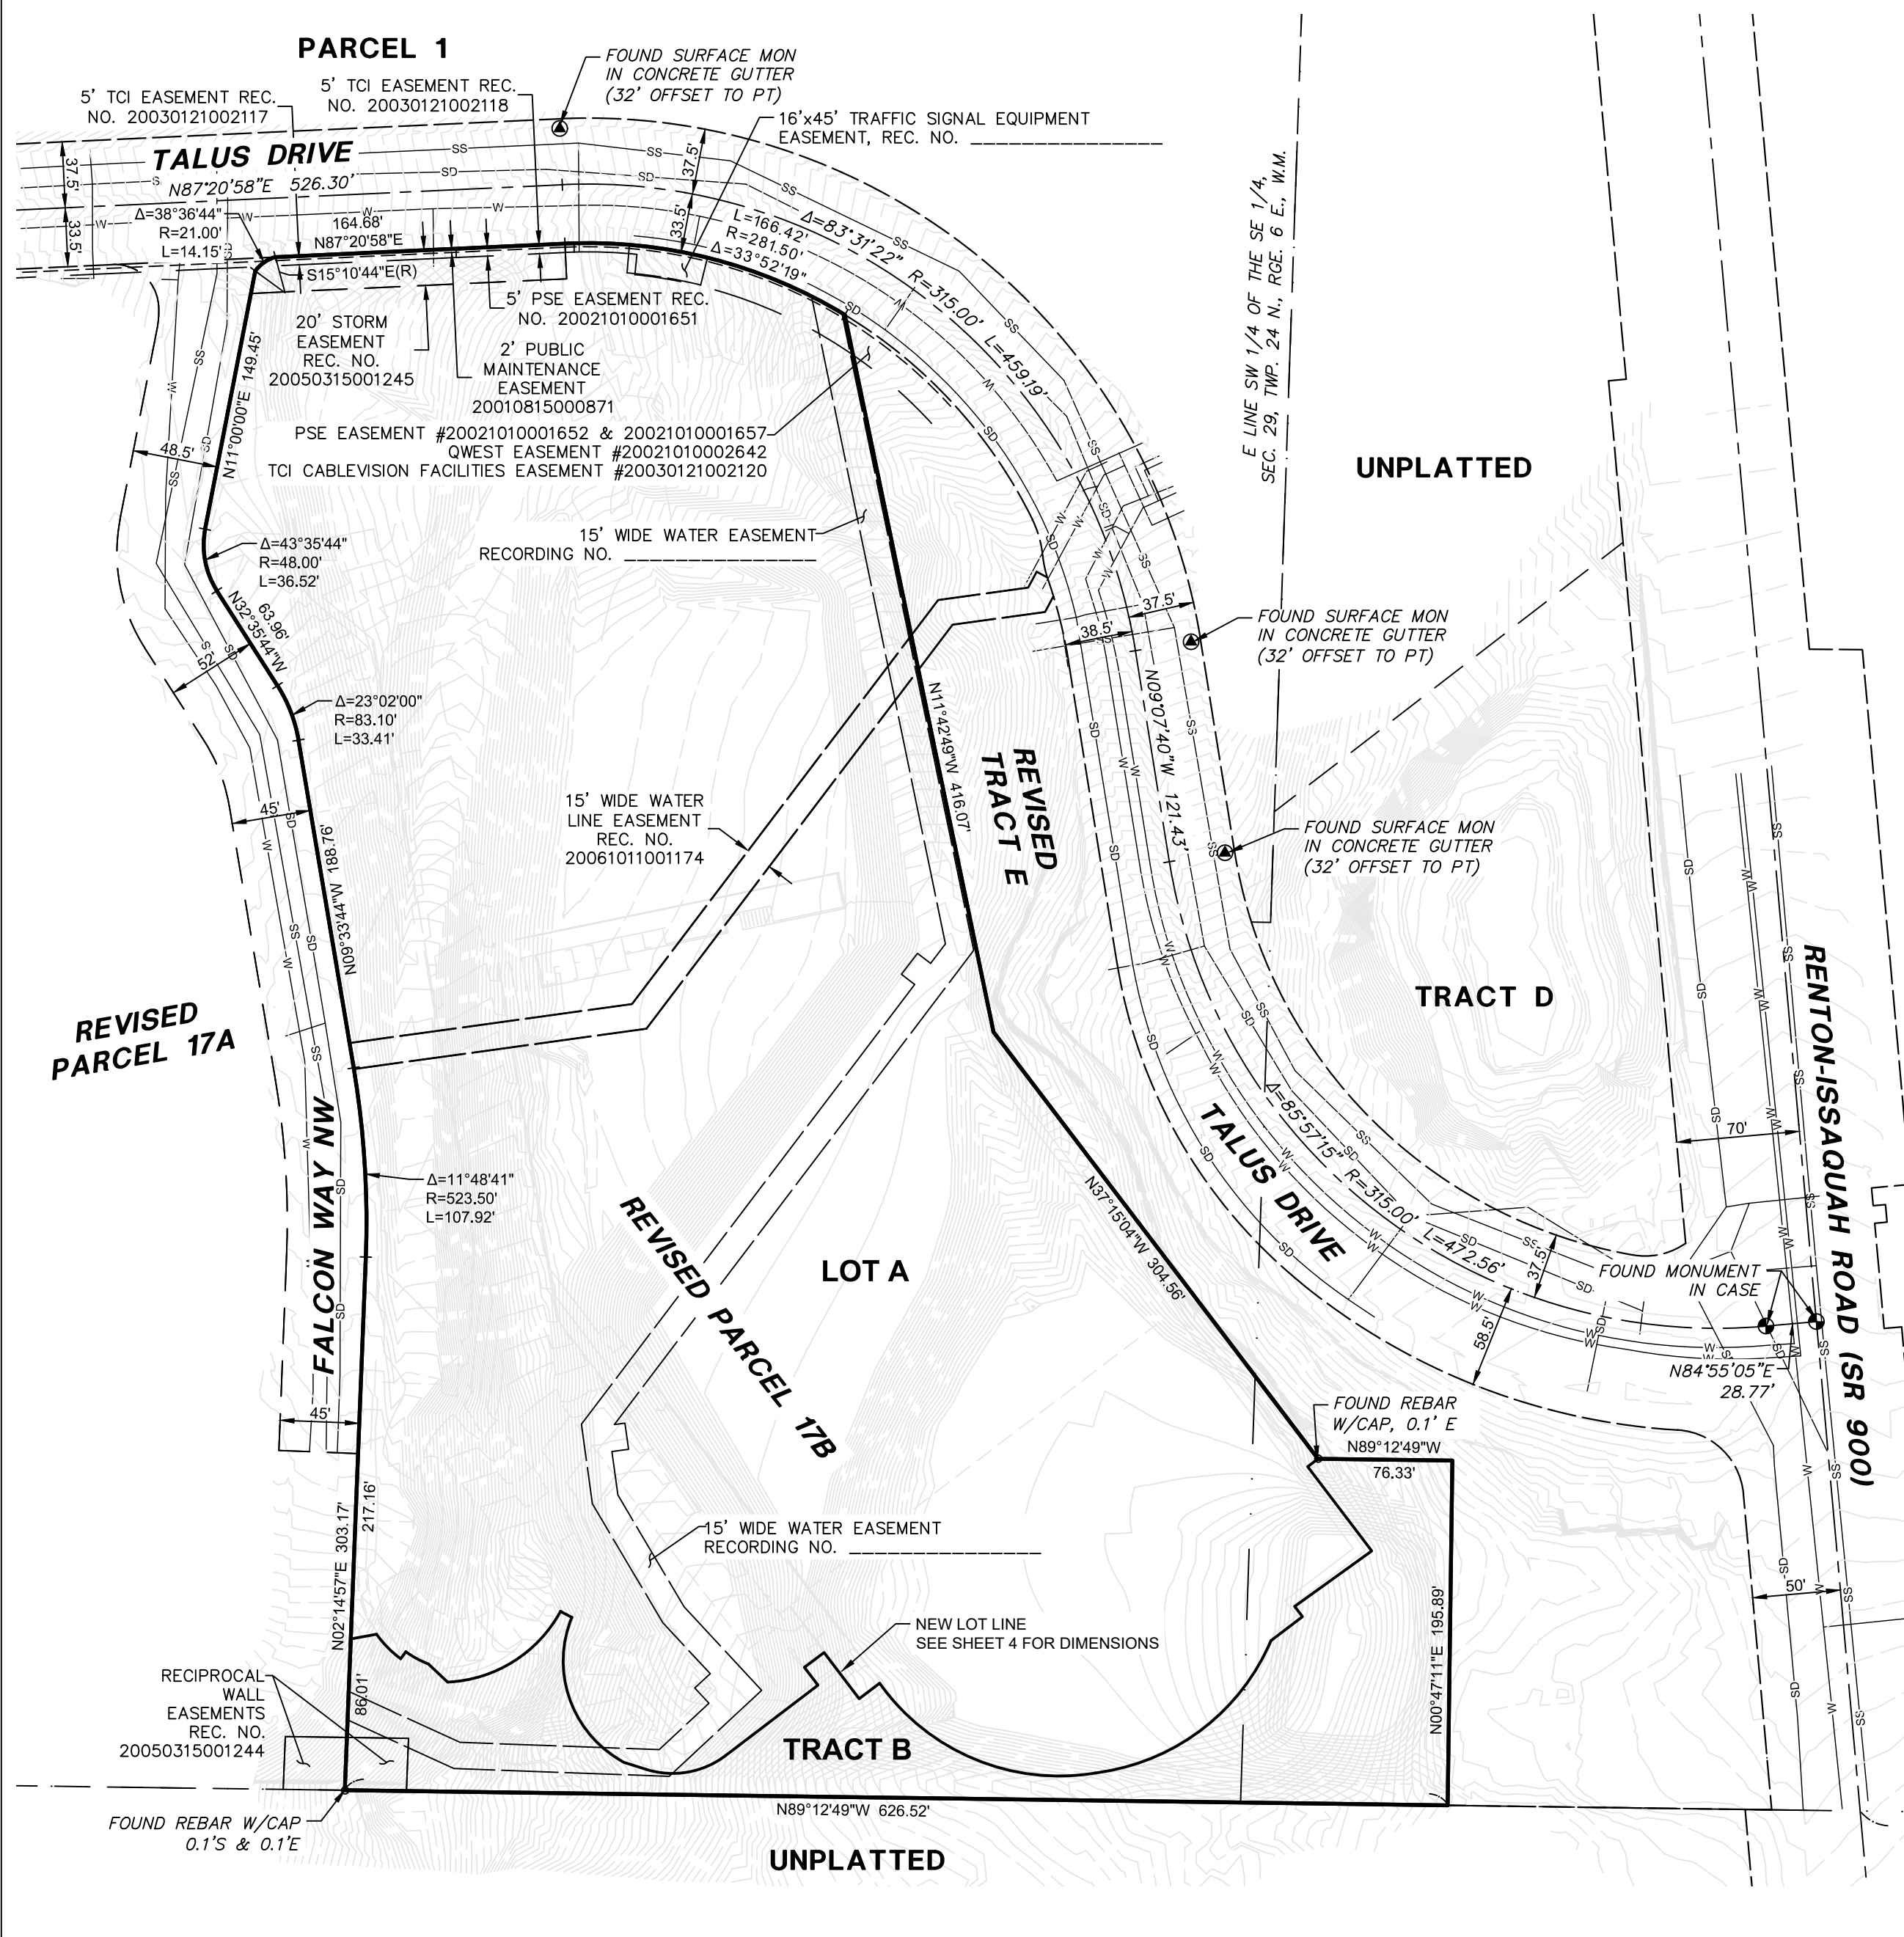 PARCEL 1
FOUND SURFACE MON
IN CONCRETE GUTTER
(32' OFFSET TO PT)
5' TCI EASEMENT REC.
NO. 20030121002117
5' TCI EASEMENT REC.
NO. 20030121002118
16'x45' TRAFFIC SIGNAL EQUIPMENT
EASEMENT, REC. NO. _______________
TALUS DRIVE
N87°20'58"E 526.30'
37.5'
33.5'
37.5'
33.5'
Δ=38°36'44"
R=21.00'
L=14.15'
164.68'
N87°20'58"E
S15°10'44"E(R)
L=166.42'
R=281.50'
Δ=33°52'19"
Δ=83°31'22" R=315.00' L=459.19'
E LINE SW 1/4 OF THE SE 1/4,
SEC. 29, TWP. 24 N., RGE. 6 E., W.M.
20' STORM
EASEMENT
REC. NO.
20050315001245
5' PSE EASEMENT REC.
NO. 20021010001651
2' PUBLIC
MAINTENANCE
EASEMENT
20010815000871
PSE EASEMENT #20021010001652 & 20021010001657
QWEST EASEMENT #20021010002642
TCI CABLEVISION FACILITIES EASEMENT #20030121002120
N11°00'00"E 149.45'
48.5'
UNPLATTED
15' WIDE WATER EASEMENT
RECORDING NO. _______________
Δ=43°35'44"
R=48.00'
L=36.52'
63.96'
N32°35'44"W
52'
37.5'
38.5'
FOUND SURFACE MON
IN CONCRETE GUTTER
(32' OFFSET TO PT)
Δ=23°02'00"
R=83.10'
L=33.41'
N11°42'49"W 416.07'
REVISED
TRACT E
N09°07'40"W 121.43'
45'
N09°33'44"W 188.76'
15' WIDE WATER
LINE EASEMENT
REC. NO.
20061011001174
FOUND SURFACE MON
IN CONCRETE GUTTER
(32' OFFSET TO PT)
TRACT D
REVISED
PARCEL 17A
RENTON-ISSAQUAH ROAD (SR 900)
70'
FALCON WAY NW
Δ=11°48'41"
R=523.50'
L=107.92'
REVISED PARCEL 17B
LOT A
N37°15'04"W 304.56'
TALUS DRIVE
Δ=85°57'15" R=315.00' L=472.56'
37.5'
58.5'
FOUND MONUMENT
IN CASE
N84°55'05"E
28.77'
45'
FOUND REBAR
W/CAP, 0.1' E
N89°12'49"W
76.33'
N02°14'57"E 303.17'
217.16'
15' WIDE WATER EASEMENT
RECORDING NO. _______________
NEW LOT LINE
SEE SHEET 4 FOR DIMENSIONS
N00°47'11"E 195.89'
50'
RECIPROCAL
WALL
EASEMENTS
REC. NO.
20050315001244
86.01'
TRACT B
N89°12'49"W 626.52'
FOUND REBAR W/CAP
0.1'S & 0.1'E
UNPLATTED